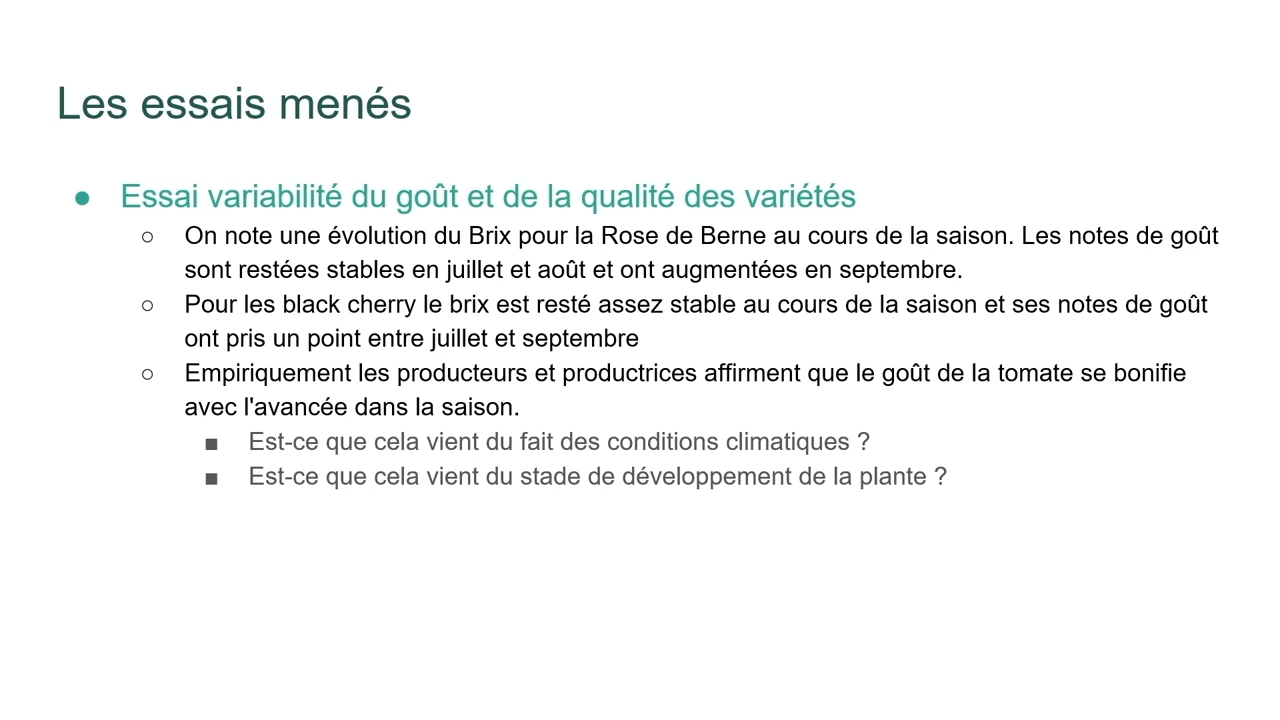 Les essais menés
● Essai variabilité du goût et de la qualité des variétés
○ On note une évolution du Brix pour la Rose de Berne au cours de la saison. Les notes de goût
sont restées stables en juillet et août et ont augmentées en septembre.
○ Pour les black cherry le brix est resté assez stable au cours de la saison et ses notes de goût
ont pris un point entre juillet et septembre
○ Empiriquement les producteurs et productrices affirment que le goût de la tomate se bonifie
avec l'avancée dans la saison.
■ Est-ce que cela vient du fait des conditions climatiques ?
■ Est-ce que cela vient du stade de développement de la plante ?